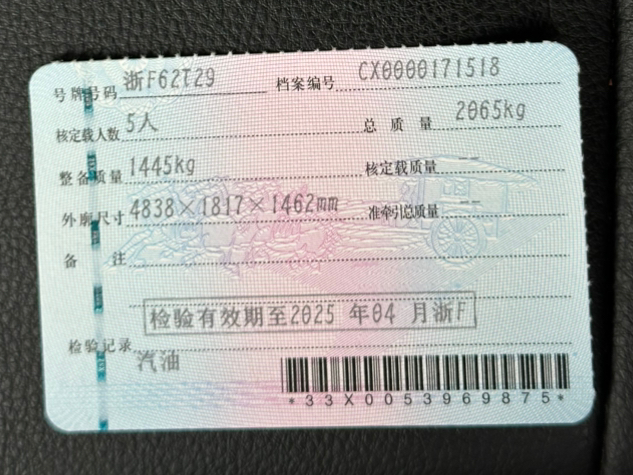 号牌号码 浙F62T29 档案编号 CX0000171518
核定载人数 5人 总质量 2065kg
整备质量 1445kg 核定载质量 --
外廓尺寸 4838×1817×1462mm 准牵引总质量 --
备注
检验有效期至2025 年04 月浙F
检验记录
汽油
*33X0053969875*